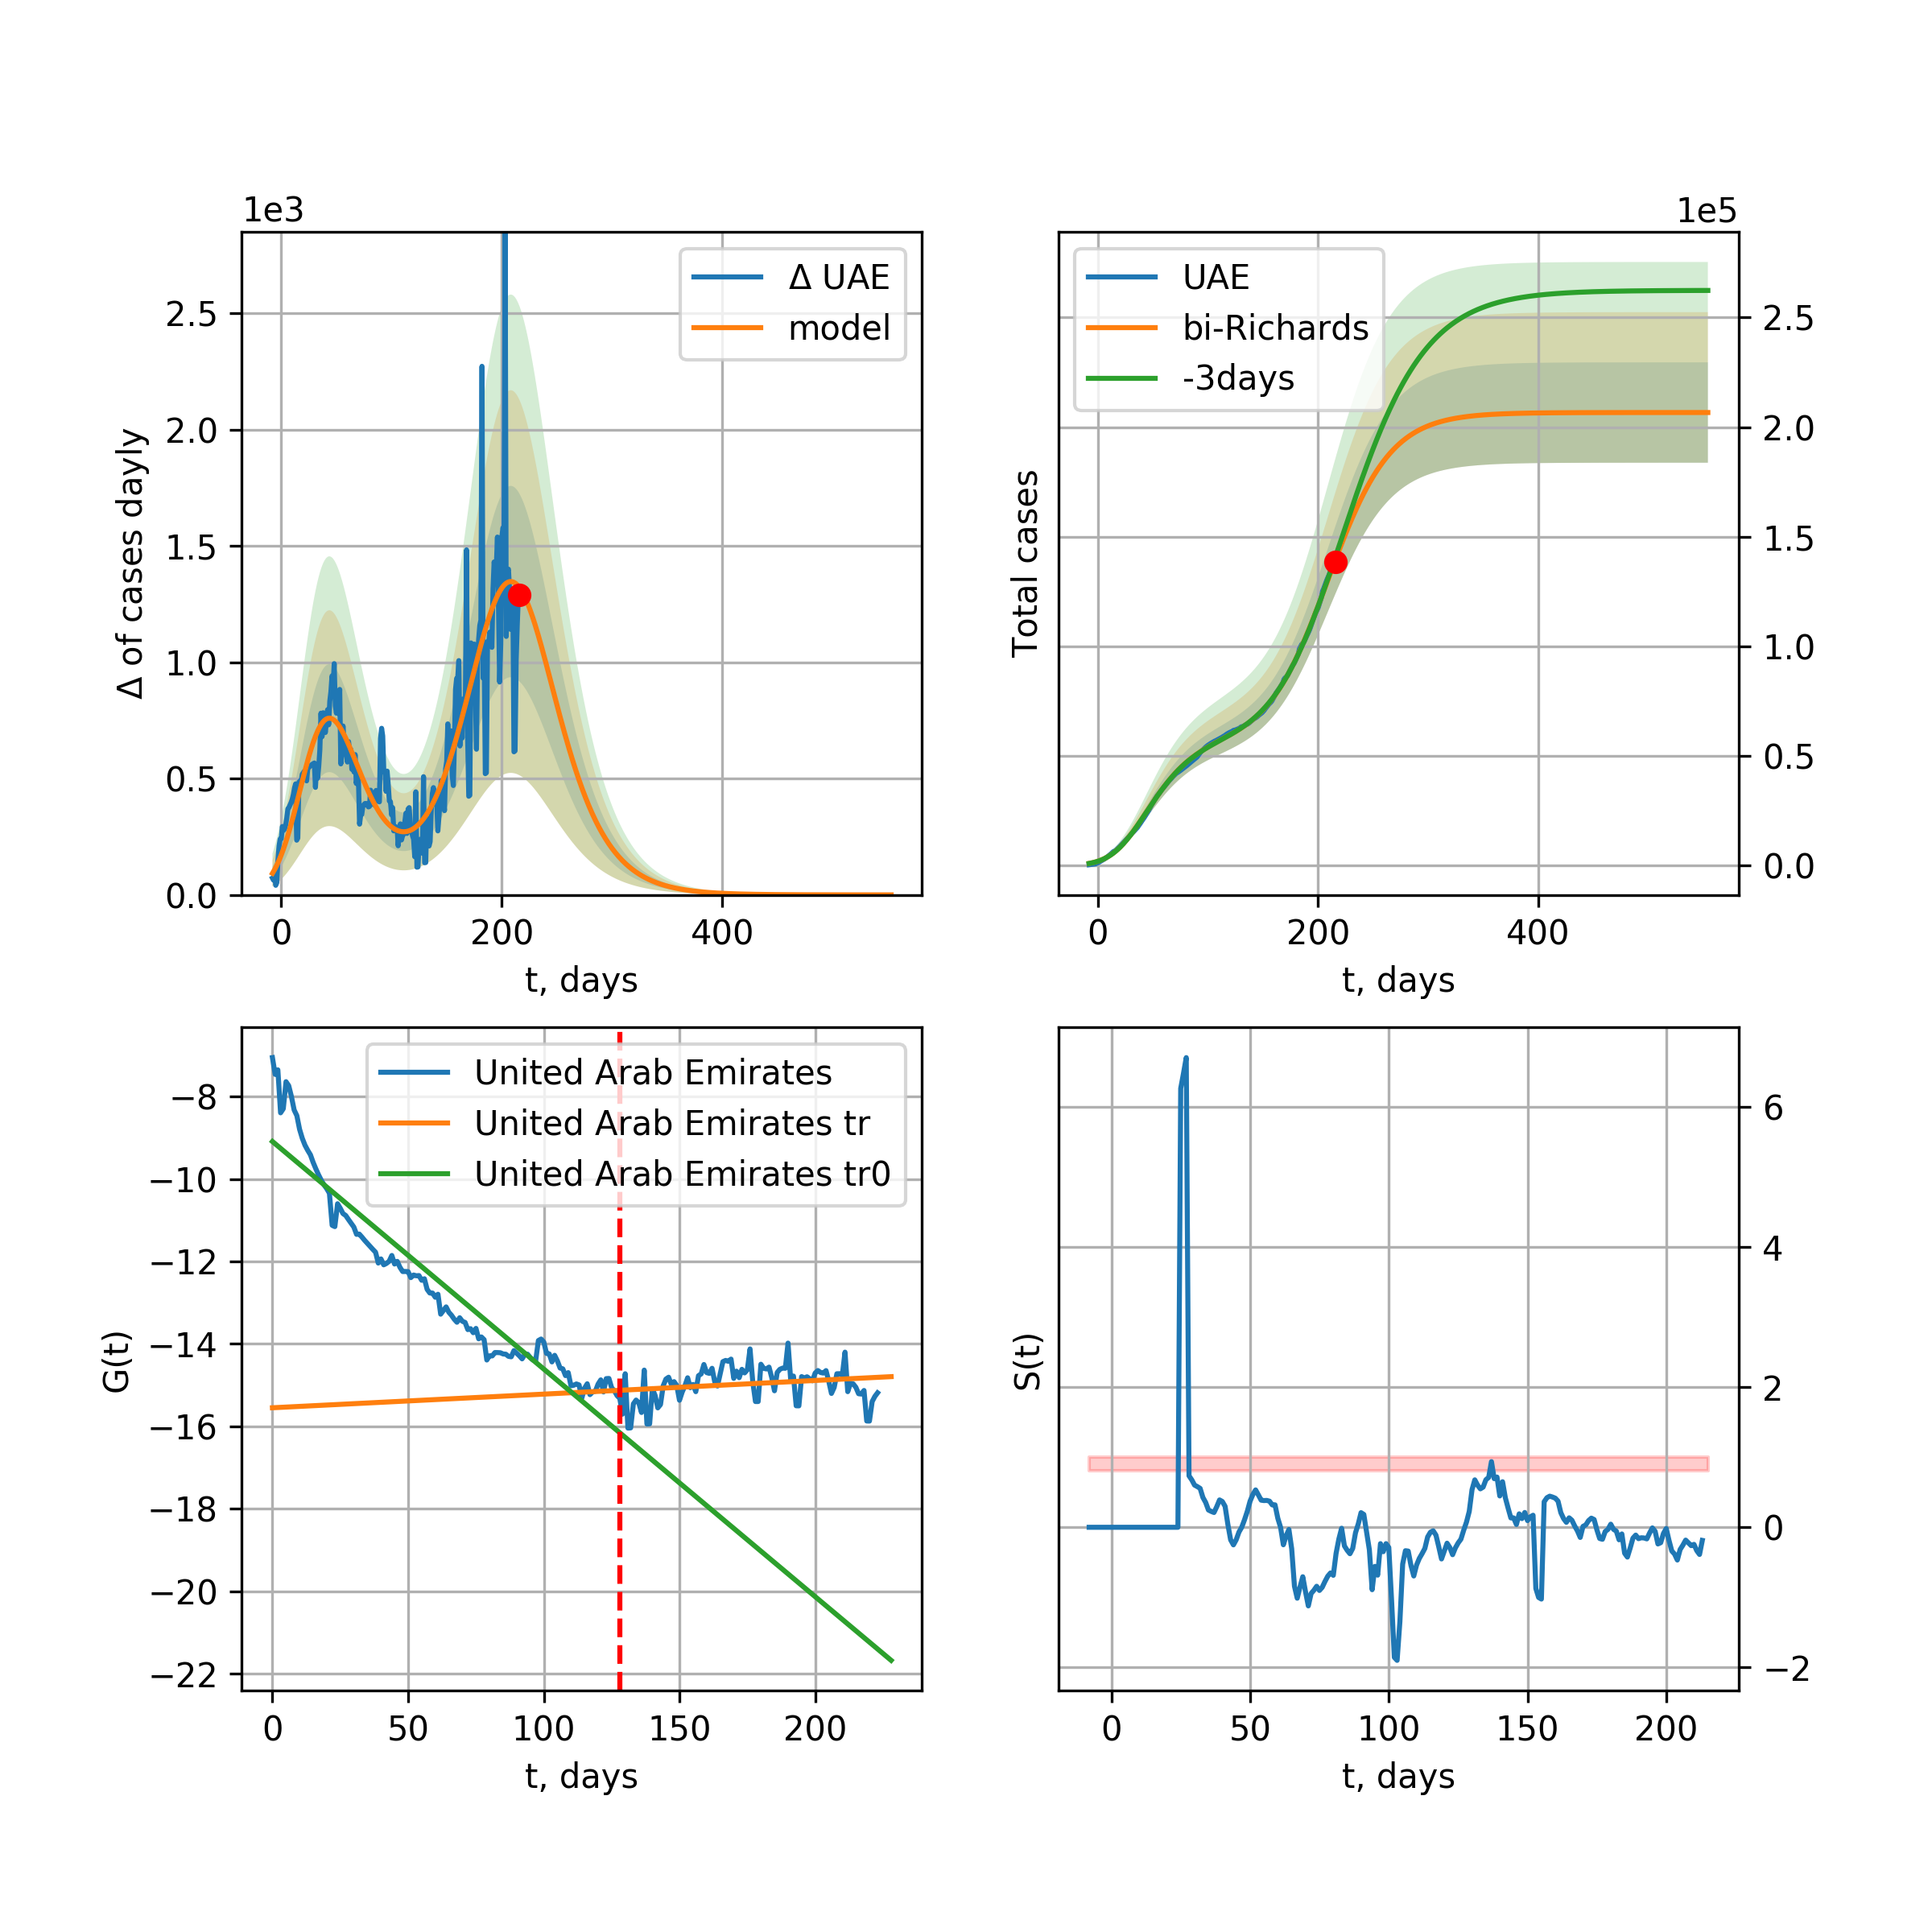 1e3
Δ UAE
model
2.5
2.0
1.5
1.0
0.5
0.0
Δ of cases dayly
0 200 400
t, days
1e5
UAE
bi-Richards
-3days
2.5
2.0
1.5
1.0
0.5
0.0
Total cases
0 200 400
t, days
United Arab Emirates
United Arab Emirates tr
United Arab Emirates tr0
−8
−10
−12
−14
−16
−18
−20
−22
G(t)
0 50 100 150 200
t, days
6
4
2
0
−2
S(t)
0 50 100 150 200
t, days